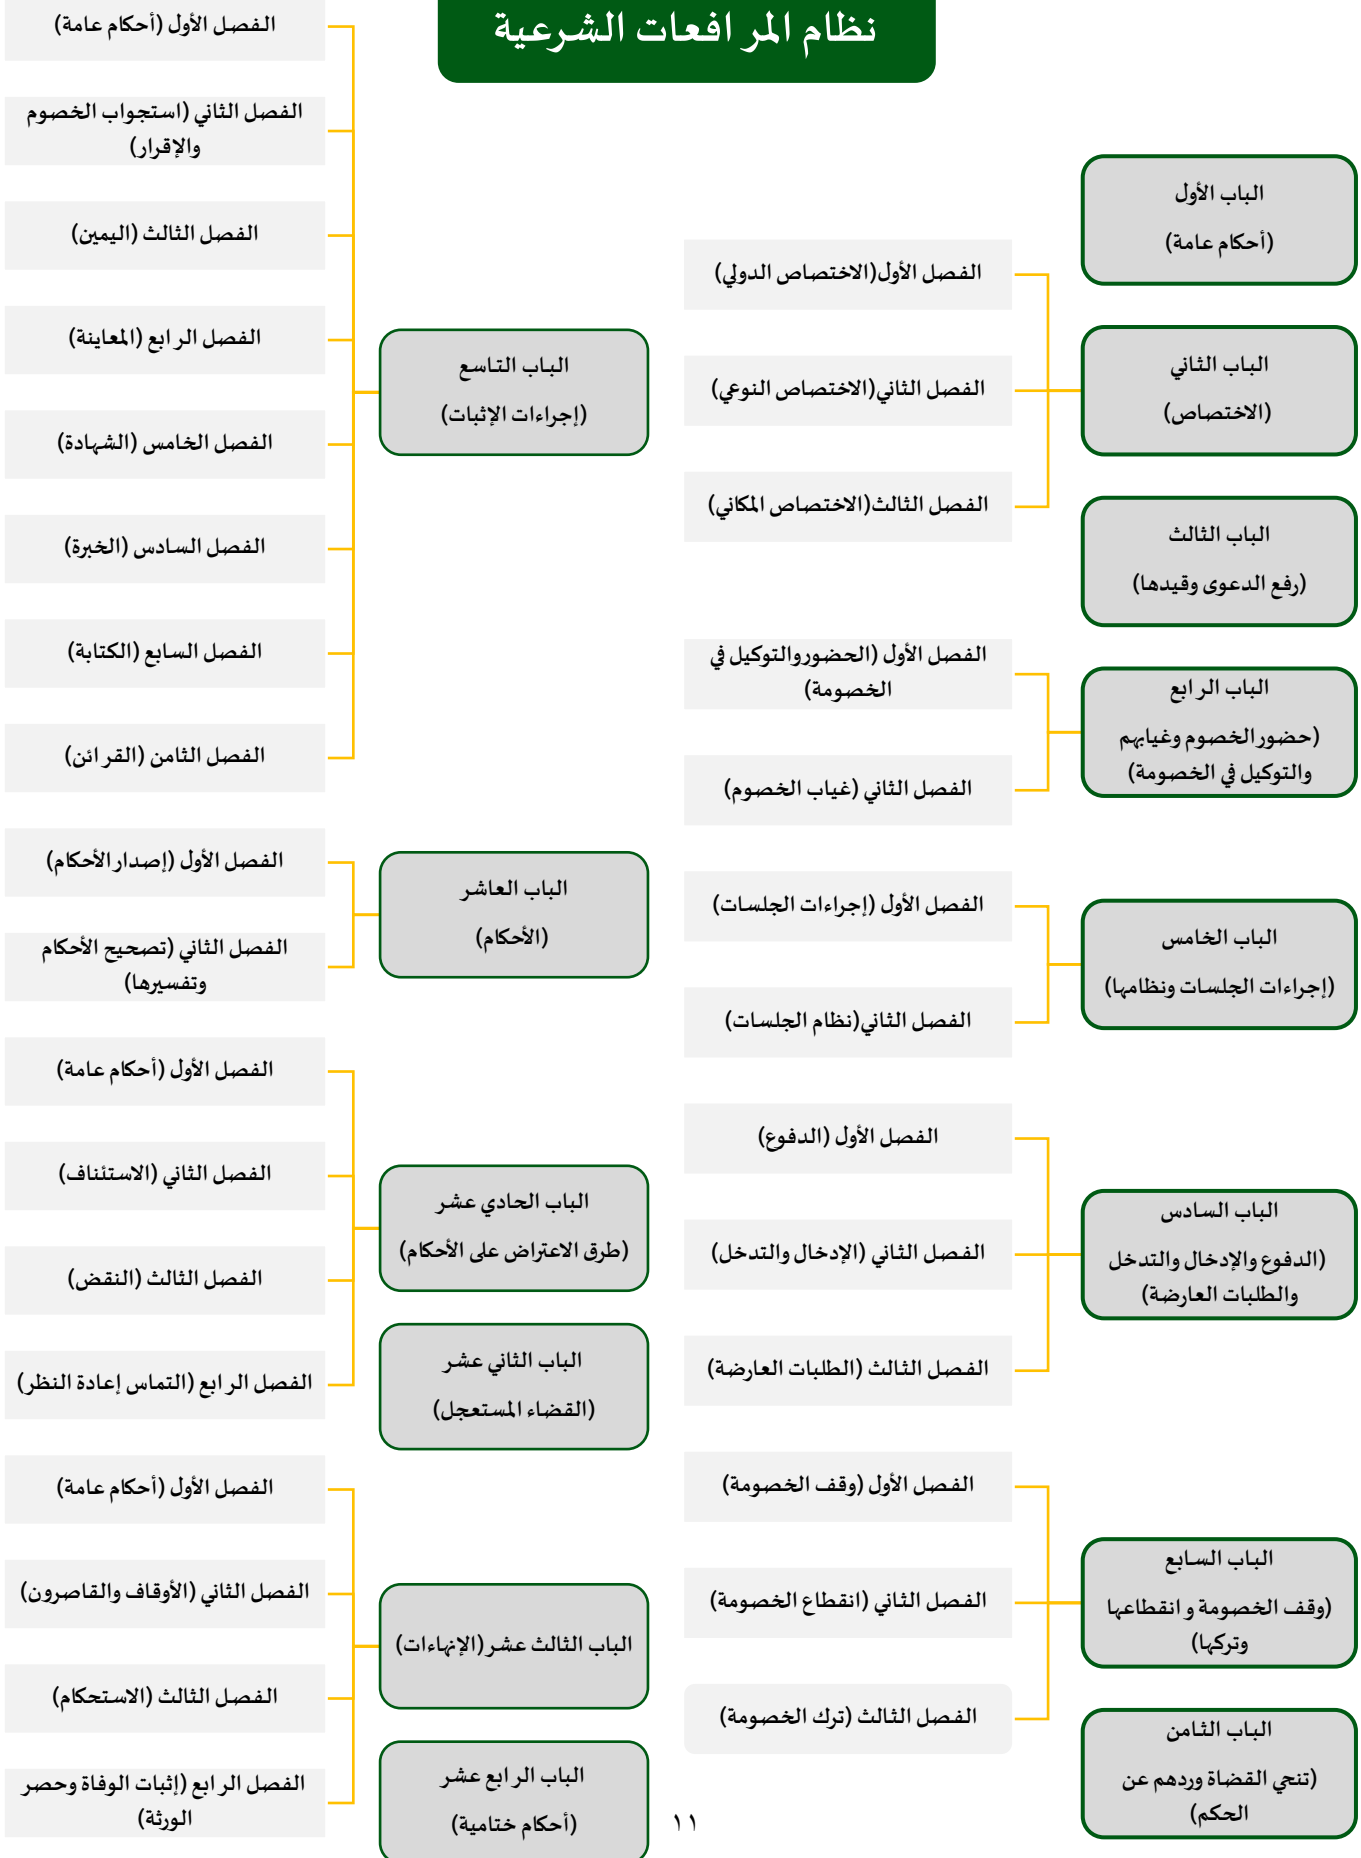 نظام المرافعات الشرعية
الباب الأول
(أحكام عامة)
الباب الثاني
(الاختصاص)
الفصل الأول(الاختصاص الدولي)
الفصل الثاني(الاختصاص النوعي)
الفصل الثالث(الاختصاص المكاني)
الباب الثالث
(رفع الدعوى وقيدها)
الباب الرابع
(حضور الخصوم وغيابهم
والتوكيل في الخصومة)
الفصل الأول (الحضور والتوكيل في
الخصومة)
الفصل الثاني (غياب الخصوم)
الباب الخامس
(إجراءات الجلسات ونظامها)
الفصل الأول (إجراءات الجلسات)
الفصل الثاني(نظام الجلسات)
الباب السادس
(الدفوع والإدخال والتدخل
والطلبات العارضة)
الفصل الأول (الدفوع)
الفصل الثاني (الإدخال والتدخل)
الفصل الثالث (الطلبات العارضة)
الباب السابع
(وقف الخصومة وانقطاعها
وتركها)
الفصل الأول (وقف الخصومة)
الفصل الثاني (انقطاع الخصومة)
الفصل الثالث (ترك الخصومة)
الباب الثامن
(تنحي القضاة وردهم عن
الحكم)
الباب التاسع
(إجراءات الإثبات)
الفصل الأول (أحكام عامة)
الفصل الثاني (استجواب الخصوم
والإقرار)
الفصل الثالث (اليمين)
الفصل الرابع (المعاينة)
الفصل الخامس (الشهادة)
الفصل السادس (الخبرة)
الفصل السابع (الكتابة)
الفصل الثامن (القرائن)
الباب العاشر
(الأحكام)
الفصل الأول (إصدار الأحكام)
الفصل الثاني (تصحيح الأحكام
وتفسيرها)
الباب الحادي عشر
(طرق الاعتراض على الأحكام)
الفصل الأول (أحكام عامة)
الفصل الثاني (الاستئناف)
الفصل الثالث (النقض)
الفصل الرابع (التماس إعادة النظر)
الباب الثاني عشر
(القضاء المستعجل)
الباب الثالث عشر (الإنهاءات)
الفصل الأول (أحكام عامة)
الفصل الثاني (الأوقاف والقاصرون)
الفصل الثالث (الاستحكام)
الفصل الرابع (إثبات الوفاة وحصر
الورثة)
الباب الرابع عشر
(أحكام ختامية)
١١